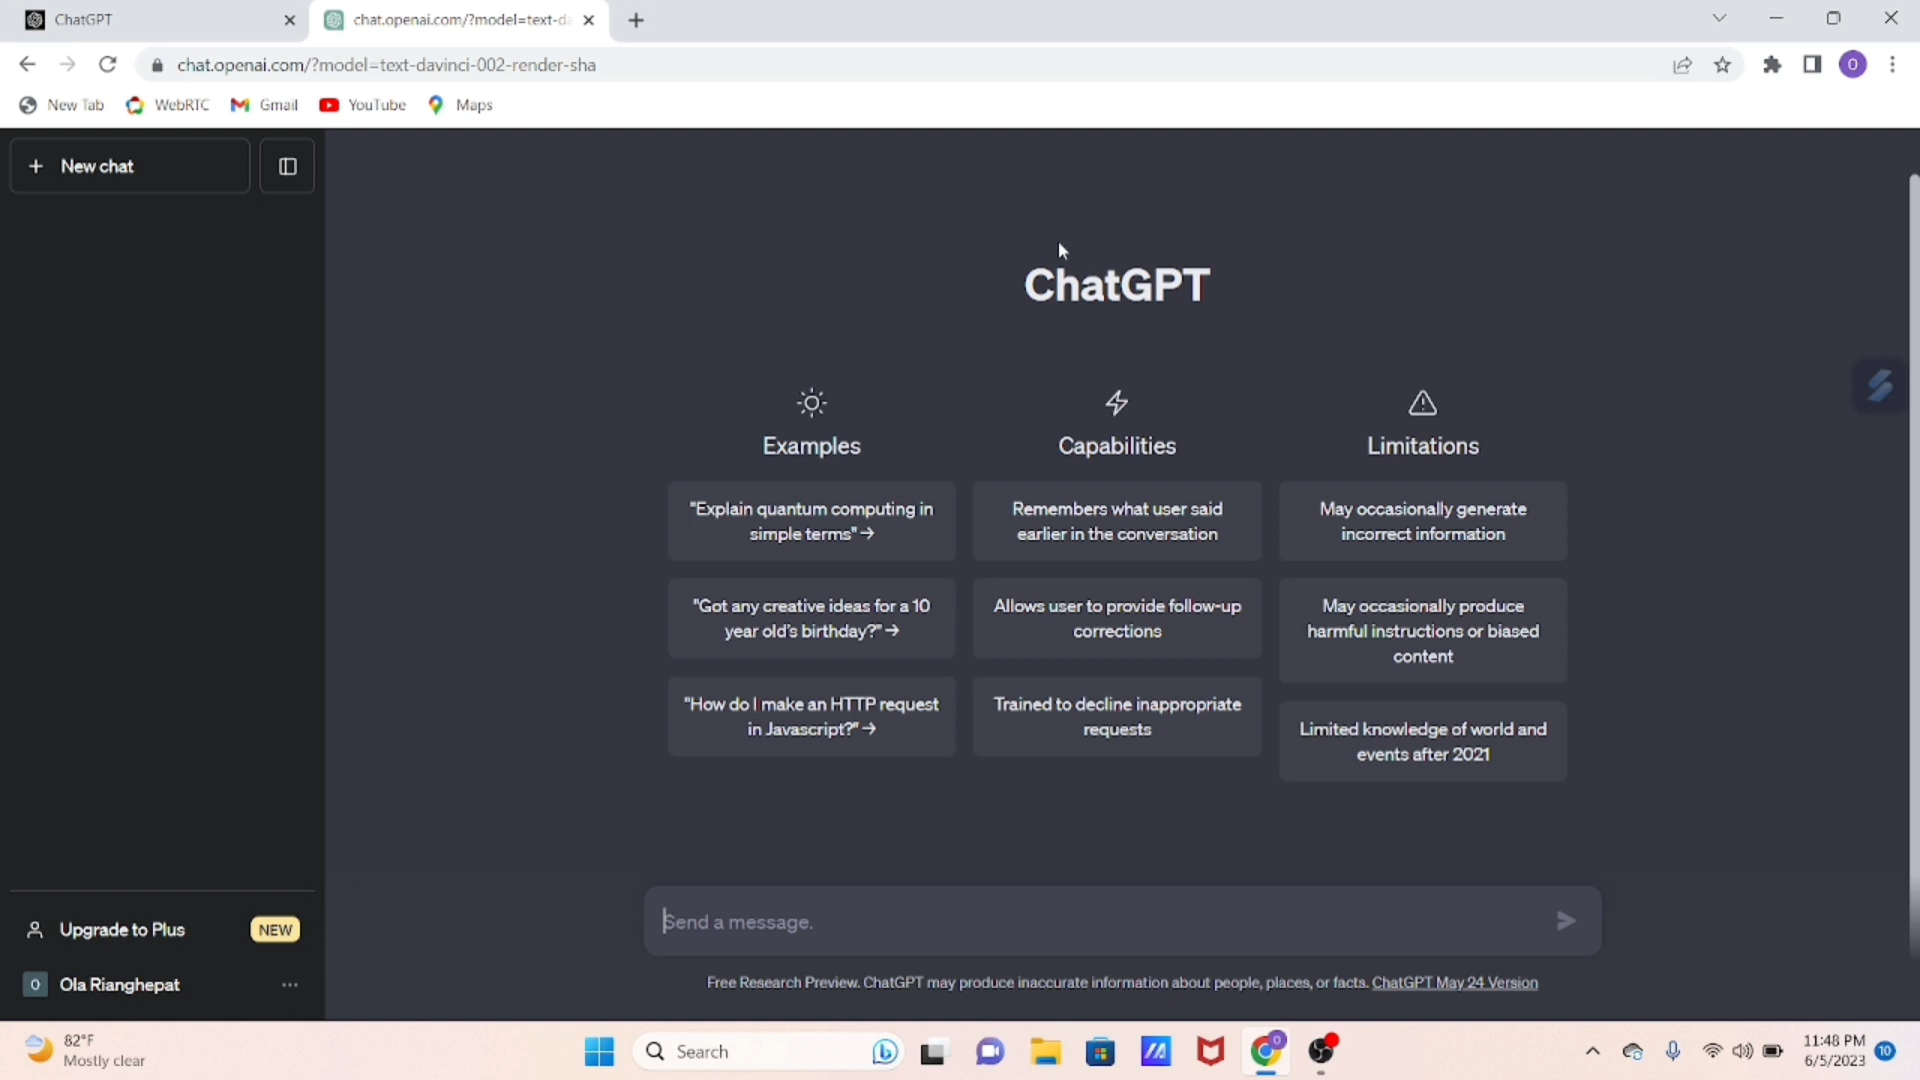 ChatGPT
chat.openai.com/?model=text-d
chat.openai.com/?model=text-davinci-002-render-sha
O
New Tab
WebRTC
Gmail
YouTube
Maps
New chat
ChatGPT
Examples
"Explain quantum computing in
simple terms" →
"Got any creative ideas for a 10
year old's birthday?" →
"How do I make an HTTP request
in Javascript?" →
Capabilities
Remembers what user said
earlier in the conversation
Allows user to provide follow-up
corrections
Trained to decline inappropriate
requests
Limitations
May occasionally generate
incorrect information
May occasionally produce
harmful instructions or biased
content
Limited knowledge of world and
events after 2021
Upgrade to Plus
NEW
O
Ola Rianghepat
Send a message.
Free Research Preview. ChatGPT may produce inaccurate information about people, places, or facts. ChatGPT May 24 Version
82°F
Mostly clear
Search
11:48 PM
6/5/2023
10